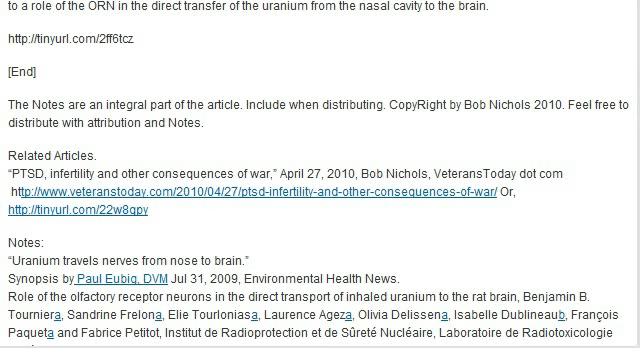 to a role of the ORN in the direct transfer of the uranium from the nasal cavity to the brain.
http://tinyurl.com/2ff6tcz
[End]
The Notes are an integral part of the article. Include when distributing. CopyRight by Bob Nichols 2010. Feel free to
distribute with attribution and Notes.
Related Articles.
“PTSD, infertility and other consequences of war,” April 27, 2010, Bob Nichols, VeteransToday dot com
http://www.veteranstoday.com/2010/04/27/ptsd-infertility-and-other-consequences-of-war/ Or,
http://tinyurl.com/22w8qpv
Notes:
“Uranium travels nerves from nose to brain.”
Synopsis by Paul Eubig, DVM Jul 31, 2009, Environmental Health News.
Role of the olfactory receptor neurons in the direct transport of inhaled uranium to the rat brain, Benjamin B.
Tourniera, Sandrine Frelona, Elie Tourloniasa, Laurence Ageza, Olivia Delissena, Isabelle Dublineaub, François
Paqueta and Fabrice Petitot, Institut de Radioprotection et de Sûreté Nucléaire, Laboratoire de Radiotoxicologie